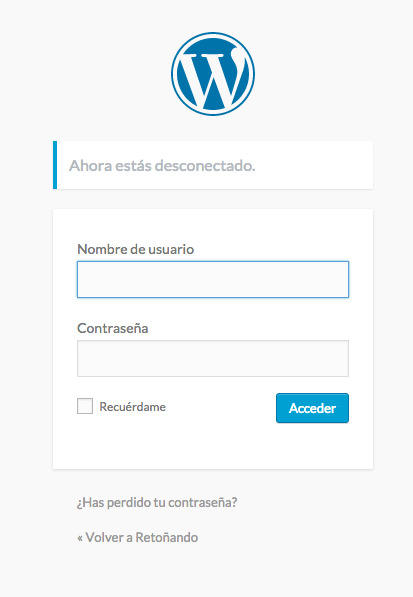 Ahora estás desconectado.
Nombre de usuario
Contraseña
Recuérdame
Acceder
¿Has perdido tu contraseña?
« Volver a Retoñando